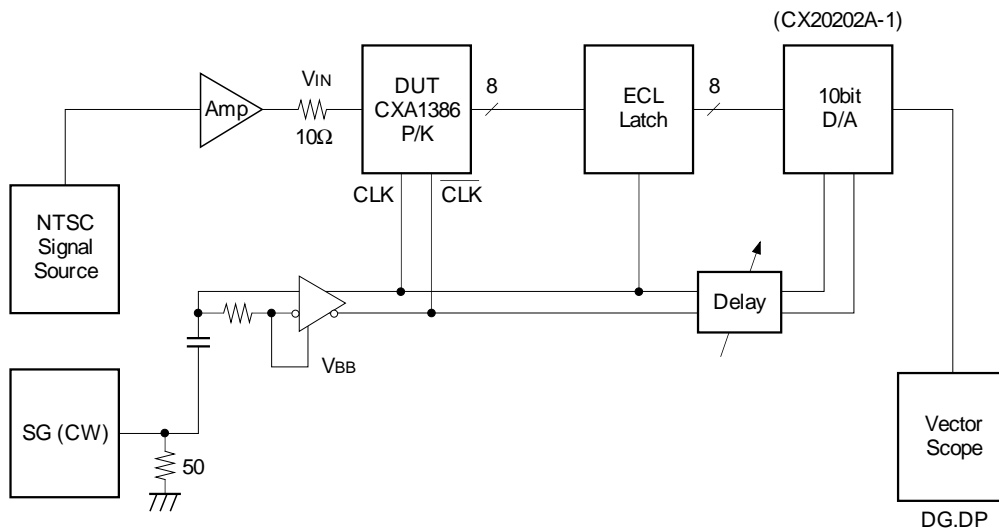 (CX20202A-1)
Amp
VIN
10Ω
DUT
CXA1386
P/K
8
ECL
Latch
8
10bit
D/A
CLK
CLK
NTSC
Signal
Source
Delay
VBB
SG (CW)
50
Vector
Scope
DG.DP